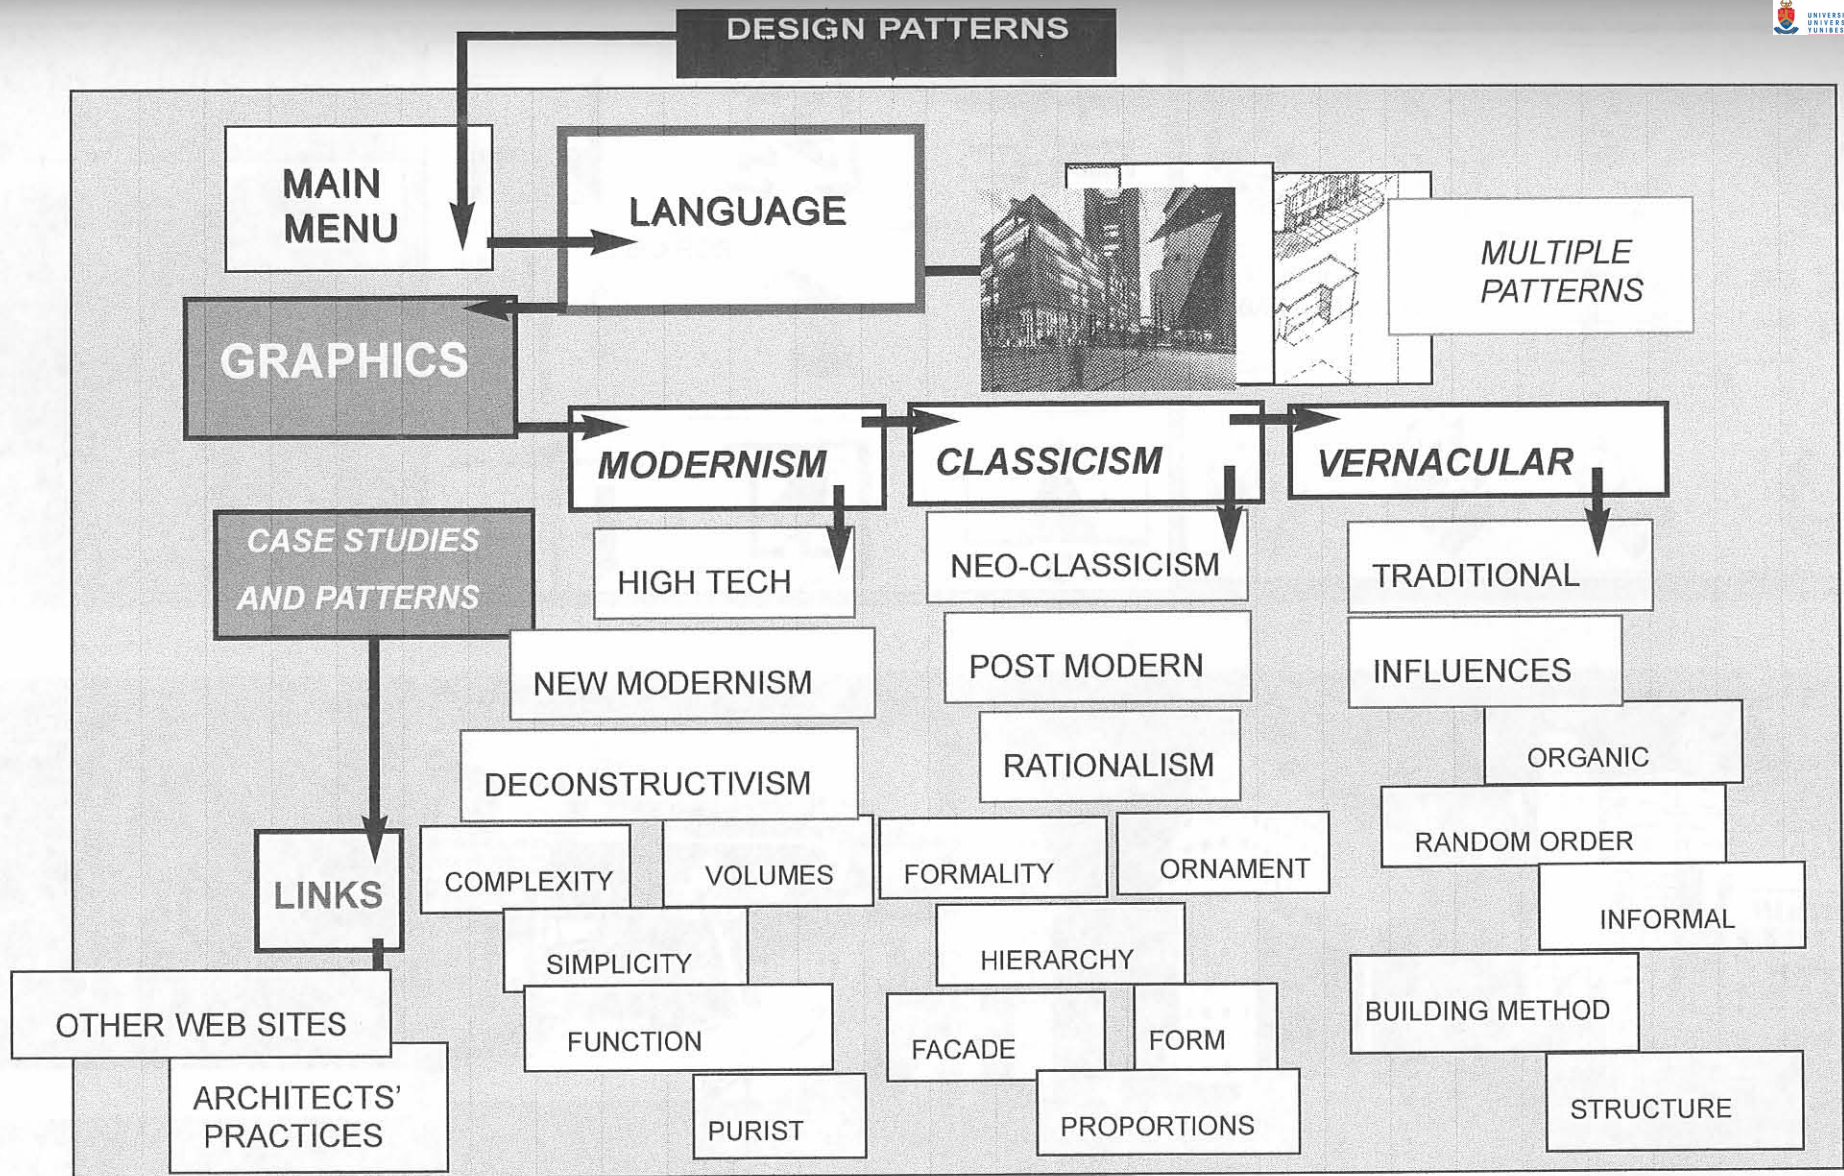 DESIGN PATTERNS
MAIN
MENU
LANGUAGE
MULTIPLE
PATTERNS
GRAPHICS
MODERNISM
CLASSICISM
VERNACULAR
CASE STUDIES
AND PATTERNS
HIGH TECH
NEO-CLASSICISM
TRADITIONAL
NEW MODERNISM
POST MODERN
INFLUENCES
DECONSTRUCTIVISM
RATIONALISM
ORGANIC
LINKS
COMPLEXITY
VOLUMES
FORMALITY
ORNAMENT
RANDOM ORDER
SIMPLICITY
HIERARCHY
INFORMAL
OTHER WEB SITES
FUNCTION
FACADE
FORM
BUILDING METHOD
ARCHITECTS’
PRACTICES
PURIST
PROPORTIONS
STRUCTURE